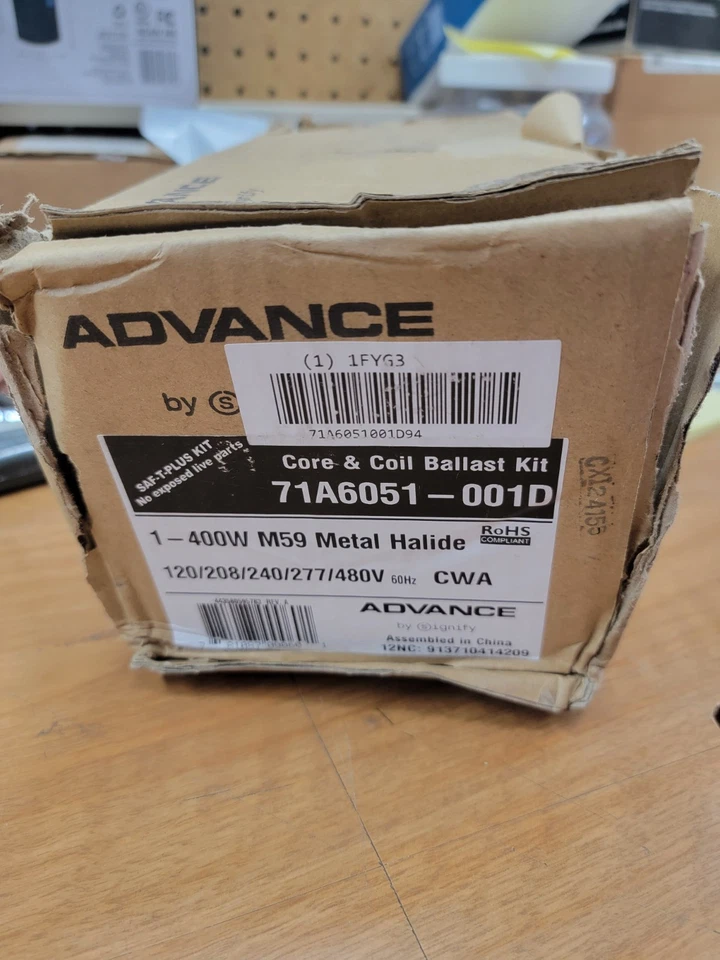 ADVANCE
ADVANCE
by S
(1) 1FYG3
71A6051001D94
SAF-T-PLUS KIT
No exposed live parts
Core & Coil Ballast Kit
71A6051-001D
1-400W M59 Metal Halide RoHS
COMPLIANT
120/208/240/277/480V 60Hz CWA
ADVANCE
by Signify
Assembled in China
12NC: 913710414209